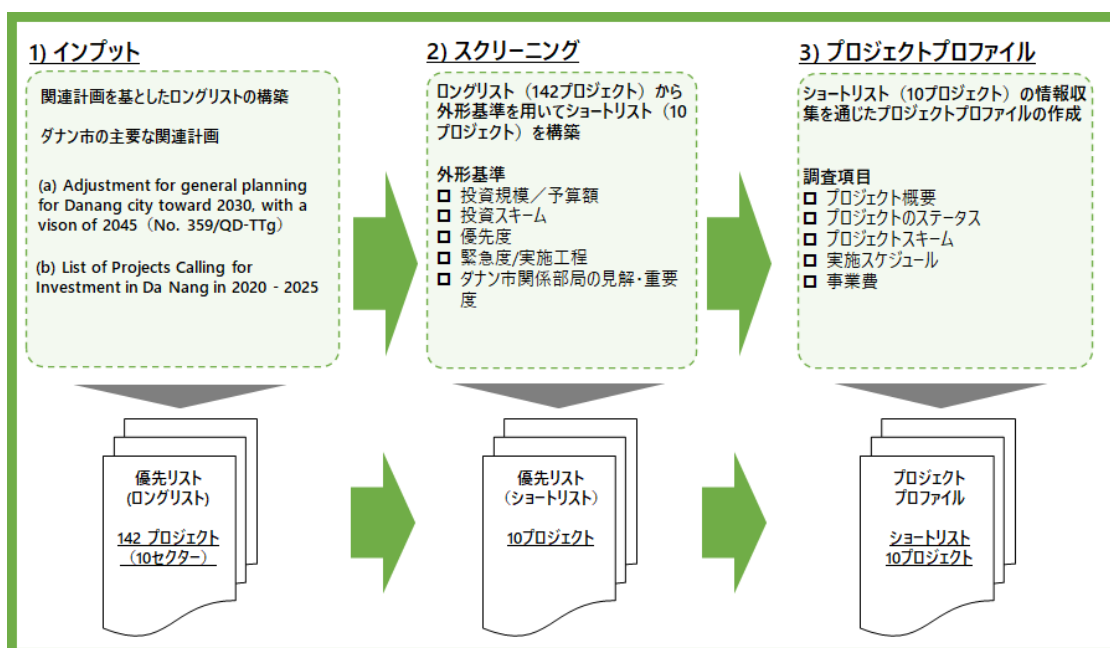 1) インプット
関連計画を基としたロングリストの構築
ダナン市の主要な関連計画
(a) Adjustment for general planning
for Danang city toward 2030, with a
vison of 2045（No. 359/QD-TTg）
(b) List of Projects Calling for
Investment in Da Nang in 2020 - 2025
2) スクリーニング
ロングリスト（142プロジェクト）から
外形基準を用いてショートリスト（10
プロジェクト）を構築
外形基準
投資規模／予算額
投資スキーム
優先度
緊急度/実施工程
ダナン市関係部局の見解・重要
度
3) プロジェクトプロファイル
ショートリスト（10プロジェクト）の情報収
集を通じたプロジェクトプロファイルの作成
調査項目
プロジェクト概要
プロジェクトのステータス
プロジェクトスキーム
実施スケジュール
事業費
優先リスト
(ロングリスト)
142 プロジェクト
（10セクター）
優先リスト
（ショートリスト）
10プロジェクト
プロジェクト
プロファイル
ショートリスト
10プロジェクト